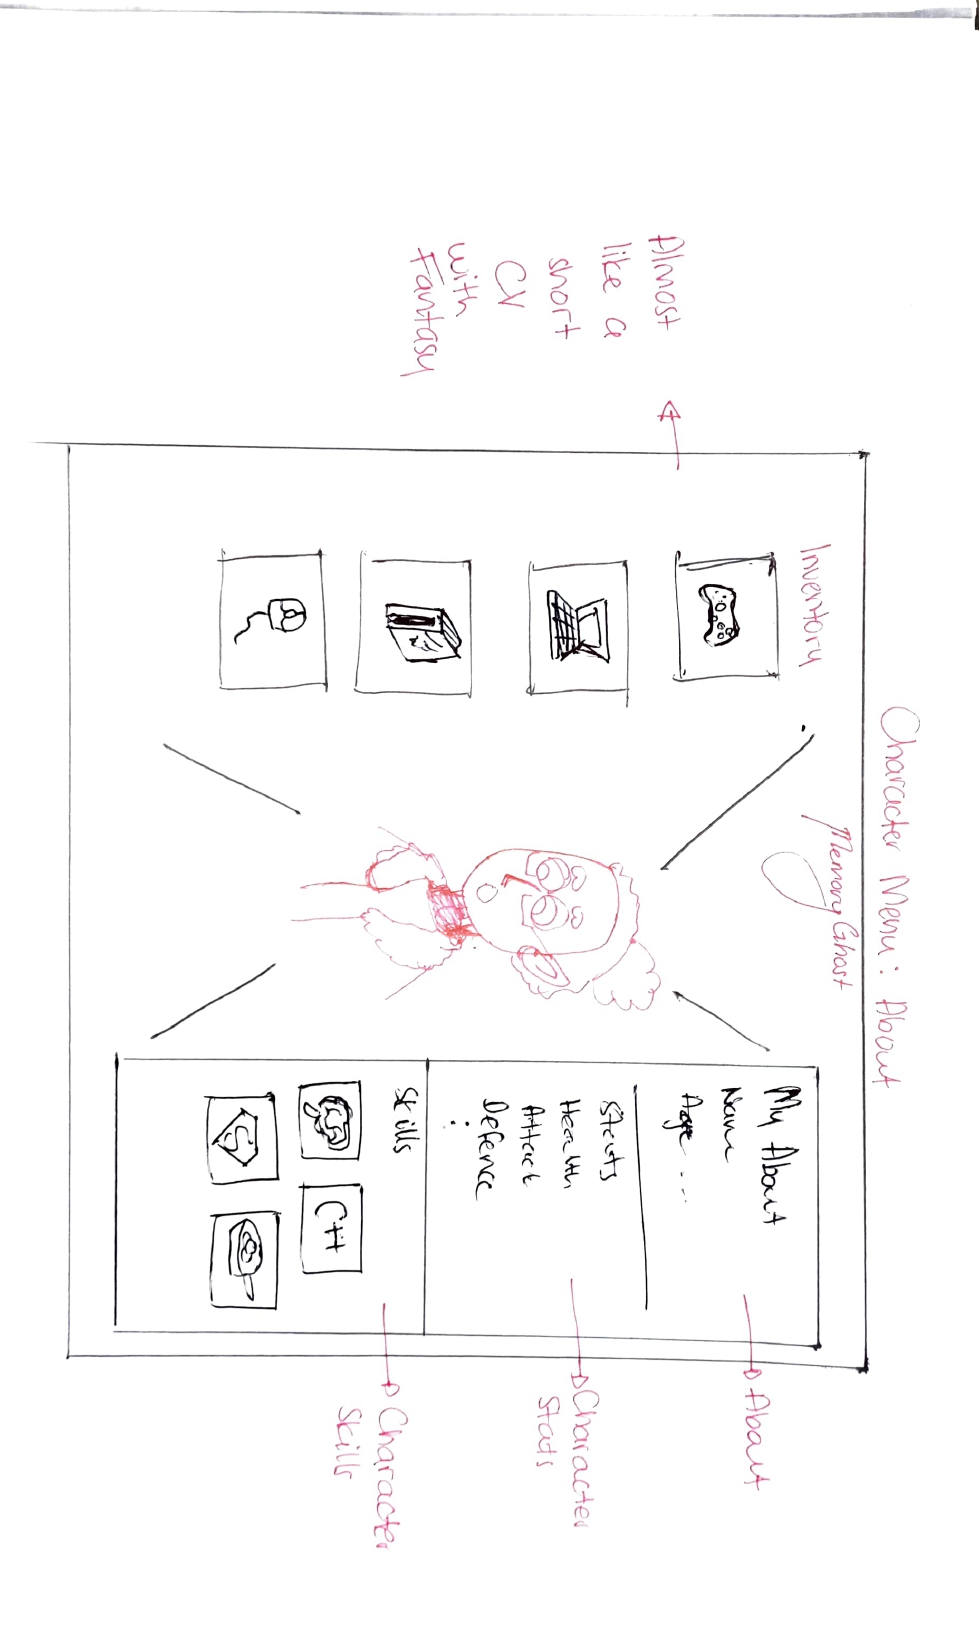 Character Menu: About
Memory Ghost
Inventory
Almost
like a
short
CV
with
Fantasy
My About
Name
Age...
Stats
Health
Attack
Defence
:
Skills
C++
S
About
Character
Stats
Character
Skills